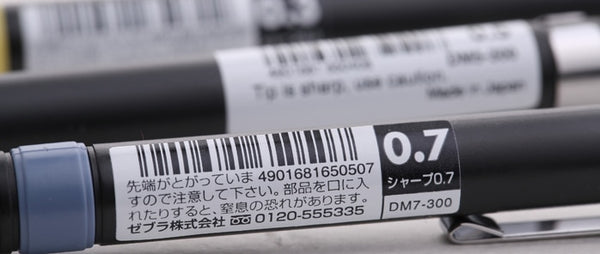 0.5
DM5-300
Tip is sharp, use caution.
Made in Japan
先端がとがっていま 4901681650507
すので注意して下さい。部品を口に入
れたりすると、窒息の恐れがあります。
ゼブラ株式会社 0120-555335
0.7
シャープ0.7
DM7-300